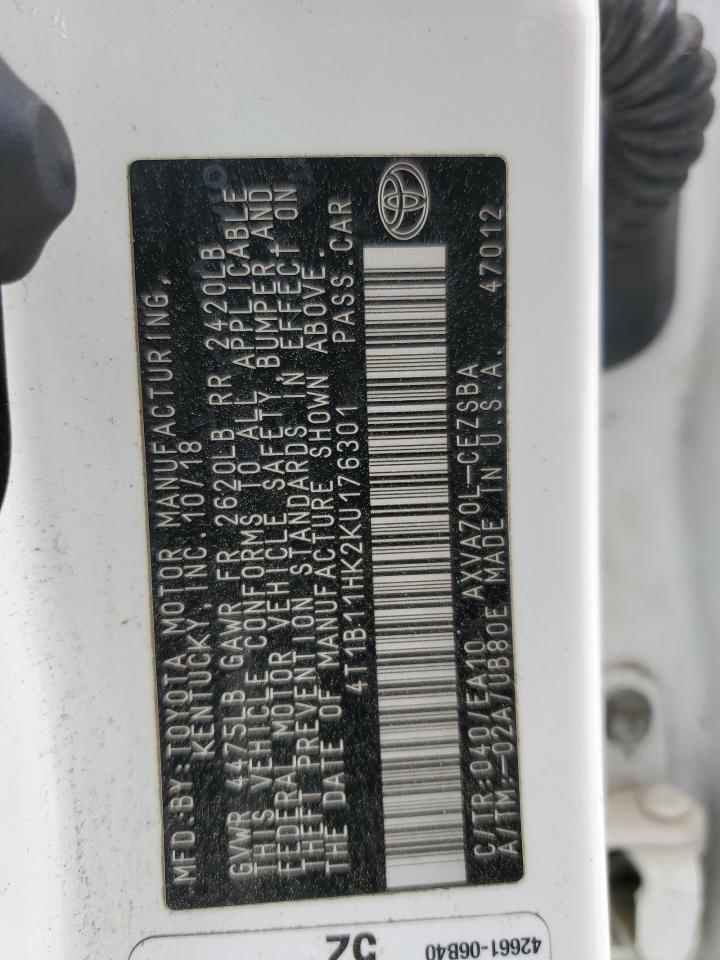 MFD.BY:TOYOTA MOTOR MANUFACTURING,
KENTUCKY,INC.10/18
GVWR 4475LB GAWR FR 2620LB RR 2420LB
THIS VEHICLE CONFORMS TO ALL APPLICABLE
FEDERAL MOTOR VEHICLE SAFETY, BUMPER,AND
THEFT PREVENTION STANDARDS IN EFFECT ON
THE DATE OF MANUFACTURE SHOWN ABOVE.
4T1B11HK2KU176301 PASS.CAR
C/TR:040/EA10 AXVA70L-CEZSBA
A/TM:-02A/UB80E MADE IN U.S.A. 47012
42661-06B40